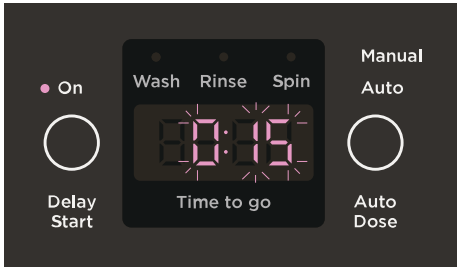 Manual
On
Wash Rinse Spin
Auto
0:15
Delay
Start
Time to go
Auto
Dose